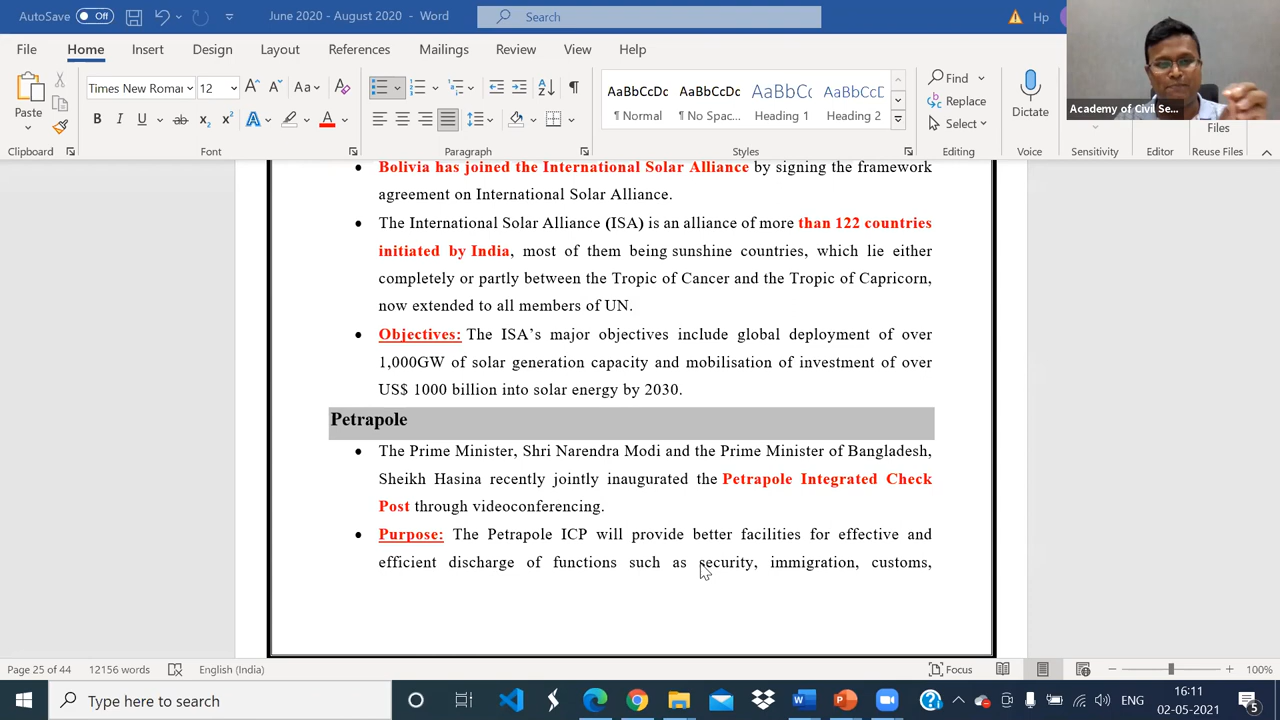 AutoSave Off June 2020 - August 2020 - Word Search Hp
File Home Insert Design Layout References Mailings Review View Help
Academy of Civil Se...
Times New Roma 12 Aa A
AaBbCcDc AaBbCcDc AaBbCc AaBbCcD
Find
Paste
B I U ab x₂ x² A A
¶ Normal ¶ No Spac... Heading 1 Heading 2
Replace
Select
Dictate
Files
Clipboard Font Paragraph Styles Editing Voice Sensitivity Editor Reuse Files
• Bolivia has joined the International Solar Alliance by signing the framework
agreement on International Solar Alliance.
• The International Solar Alliance (ISA) is an alliance of more than 122 countries
initiated by India, most of them being sunshine countries, which lie either
completely or partly between the Tropic of Cancer and the Tropic of Capricorn,
now extended to all members of UN.
• Objectives: The ISA's major objectives include global deployment of over
1,000GW of solar generation capacity and mobilisation of investment of over
US$ 1000 billion into solar energy by 2030.
Petrapole
• The Prime Minister, Shri Narendra Modi and the Prime Minister of Bangladesh,
Sheikh Hasina recently jointly inaugurated the Petrapole Integrated Check
Post through videoconferencing.
• Purpose: The Petrapole ICP will provide better facilities for effective and
efficient discharge of functions such as security, immigration, customs,
Page 25 of 44 12156 words English (India) Focus 100%
Type here to search
ENG
16:11
02-05-2021
5